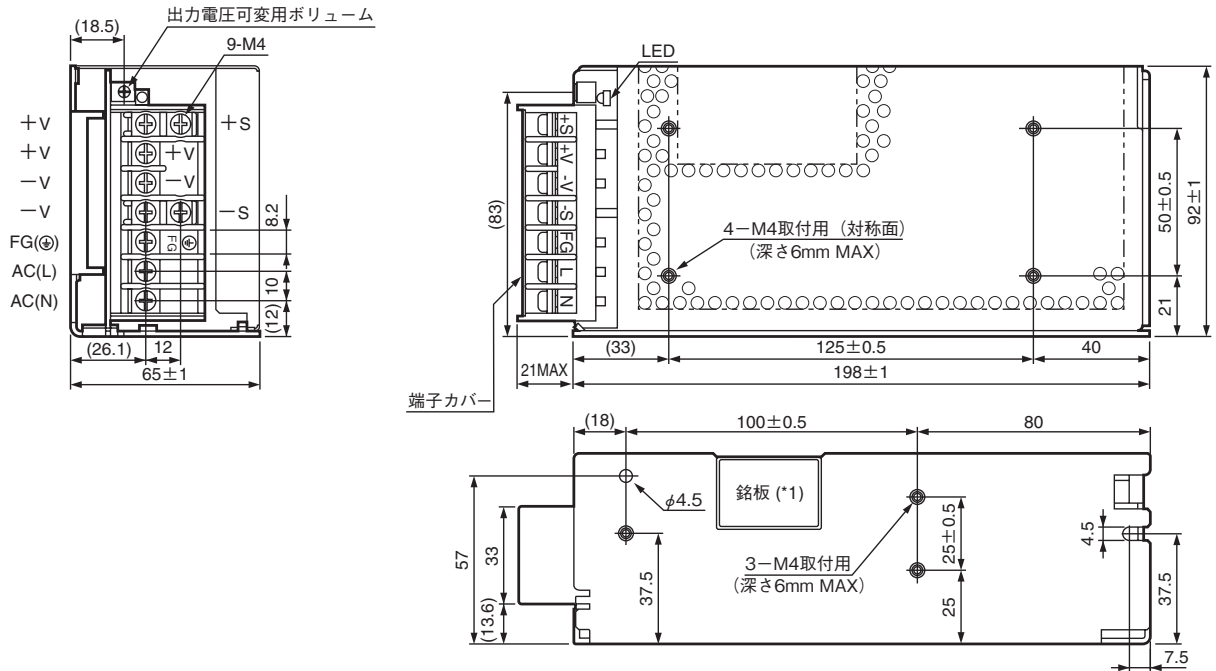 (18.5)
出力電圧可変用ボリューム
9-M4
+V
+S
+V
+V
−V
−V
−V
−S
FG(⏚)
FG ⏚
AC(L)
AC(N)
8.2
10
(12)
(26.1)
12
65±1
LED
+S
+V
-V
-S
FG
L
N
(83)
4−M4取付用 (対称面)
(深さ6mm MAX)
50±0.5
92±1
21
(33)
125±0.5
40
21MAX
198±1
端子カバー
(18)
100±0.5
80
φ4.5
銘板 (*1)
57
33
(13.6)
37.5
3−M4取付用
(深さ6mm MAX)
25±0.5
25
4.5
37.5
7.5